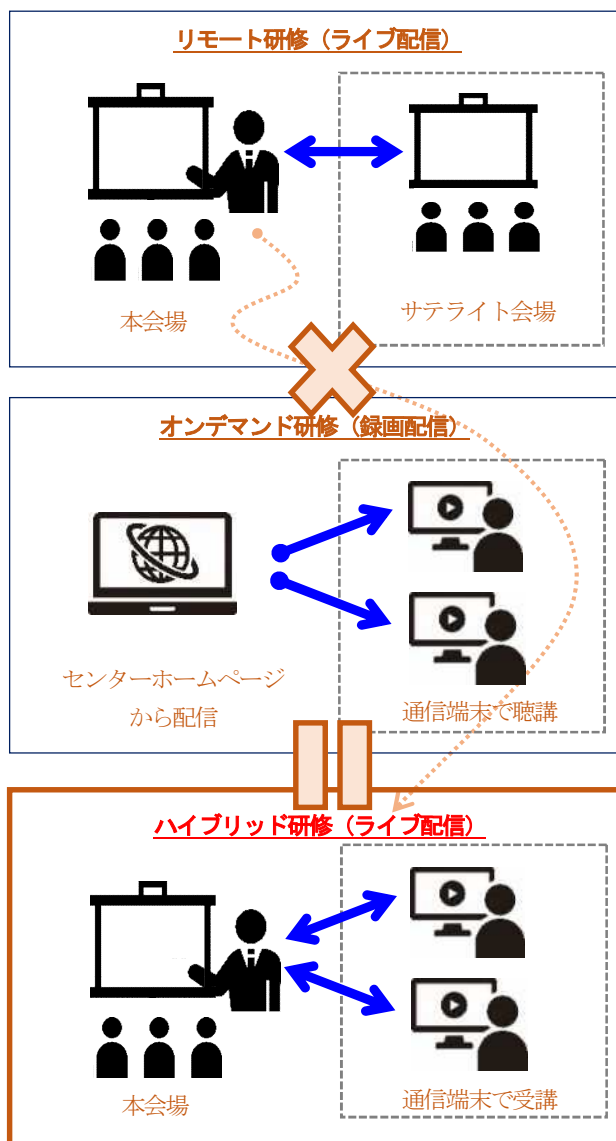 リモート研修（ライブ配信）
本会場
サテライト会場
オンデマンド研修（録画配信）
センターホームページ
から配信
通信端末で聴講
ハイブリッド研修（ライブ配信）
本会場
通信端末で受講